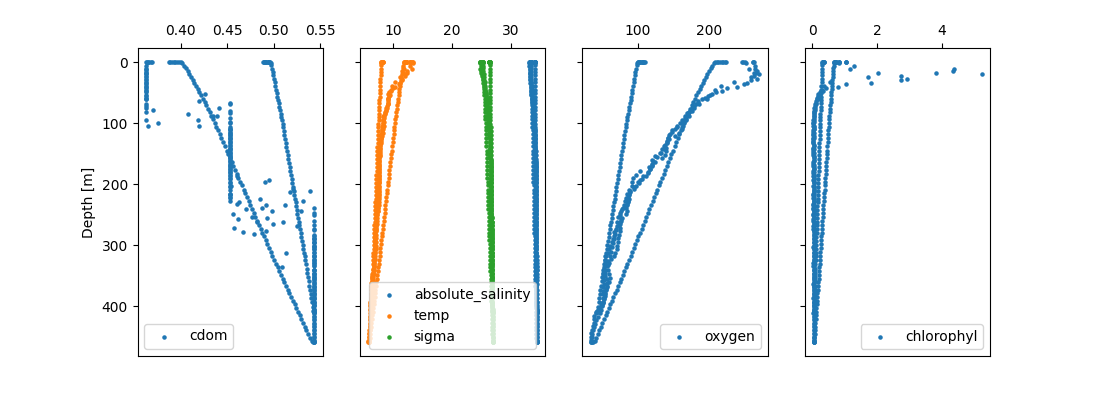 0.40 0.45 0.50 0.55
10 20 30
100 200
0 2 4
Depth [m]
0
100
200
300
400
cdom
absolute_salinity
temp
sigma
oxygen
chlorophyl